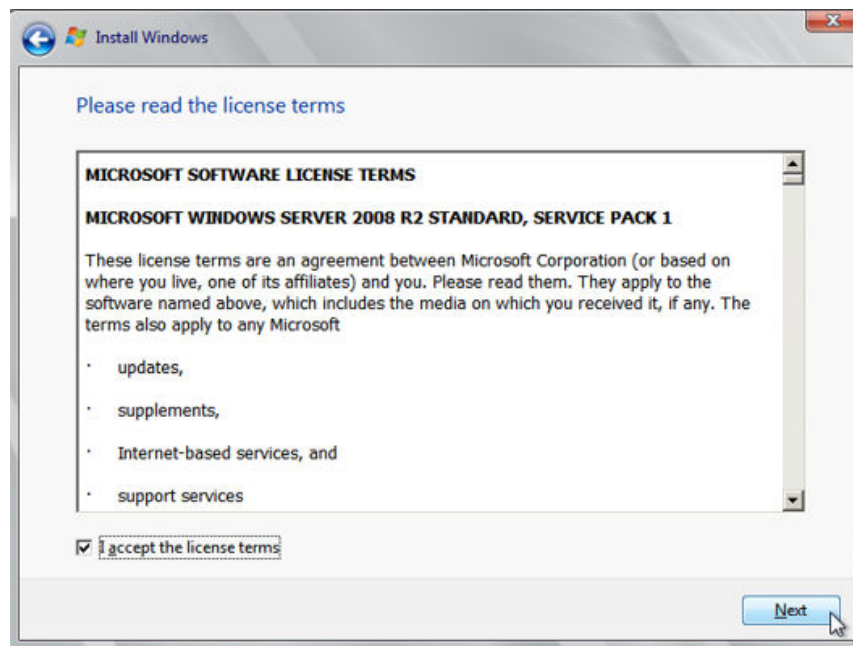 Install Windows
Please read the license terms
MICROSOFT SOFTWARE LICENSE TERMS
MICROSOFT WINDOWS SERVER 2008 R2 STANDARD, SERVICE PACK 1
These license terms are an agreement between Microsoft Corporation (or based on
where you live, one of its affiliates) and you. Please read them. They apply to the
software named above, which includes the media on which you received it, if any. The
terms also apply to any Microsoft
· updates,
· supplements,
· Internet-based services, and
· support services
I accept the license terms
Next